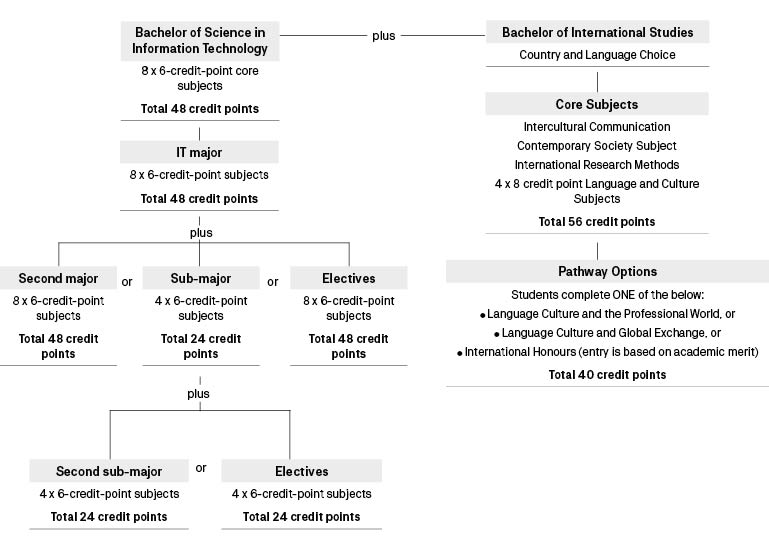 Bachelor of Science in
Information Technology
8 x 6-credit-point core
subjects
Total 48 credit points
plus
Bachelor of International Studies
Country and Language Choice
Core Subjects
Intercultural Communication
Contemporary Society Subject
International Research Methods
4 x 8 credit point Language and Culture
Subjects
Total 56 credit points
IT major
8 x 6-credit-point subjects
Total 48 credit points
plus
Second major
8 x 6-credit-point
subjects
Total 48 credit
points
or
Sub-major
4 x 6-credit-point
subjects
Total 24 credit
points
or
Electives
8 x 6-credit-point
subjects
Total 48 credit
points
Pathway Options
Students complete ONE of the below:
● Language Culture and the Professional World, or
● Language Culture and Global Exchange, or
● International Honours (entry is based on academic merit)
Total 40 credit points
plus
Second sub-major
4 x 6-credit-point subjects
Total 24 credit points
or
Electives
4 x 6-credit-point subjects
Total 24 credit points